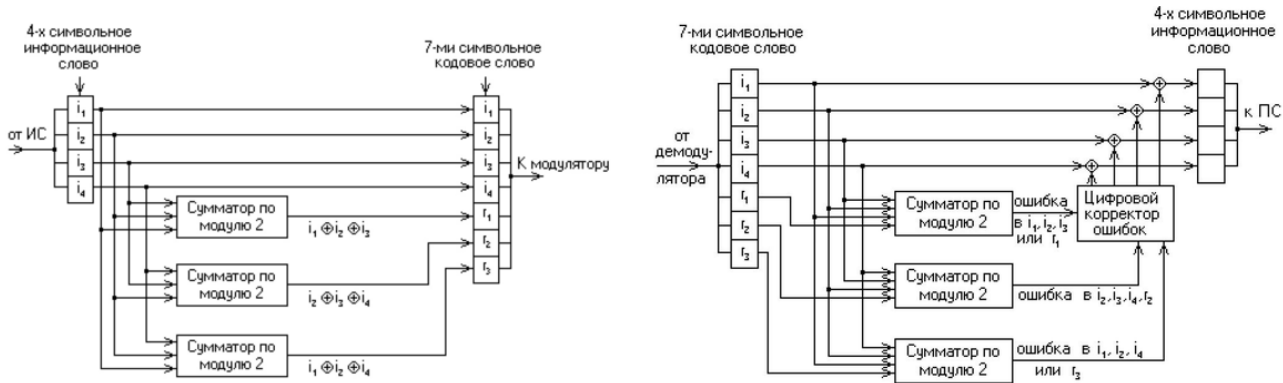 4-х символьное
информационное
слово
7-ми символьное
кодовое слово
от ИС
i₁
i₂
i₃
i₄
i₁
i₂
i₃
i₄
r₁
r₂
r₃
К модулятору
Сумматор по
модулю 2
i₁ ⊕i₂ ⊕i₃
Сумматор по
модулю 2
i₂ ⊕i₃ ⊕i₄
Сумматор по
модулю 2
i₁ ⊕i₂ ⊕i₄
7-ми символьное
кодовое слово
4-х символьное
информационное
слово
от
демоду-
лятора
i₁
i₂
i₃
i₄
r₁
r₂
r₃
к ПС
Сумматор по
модулю 2
ошибка
в i₁, i₂, i₃
или r₁
Цифровой
корректор
ошибок
Сумматор по
модулю 2
ошибка в i₂, i₃, i₄, r₂
Сумматор по
модулю 2
ошибка в i₁, i₂, i₄
или r₃